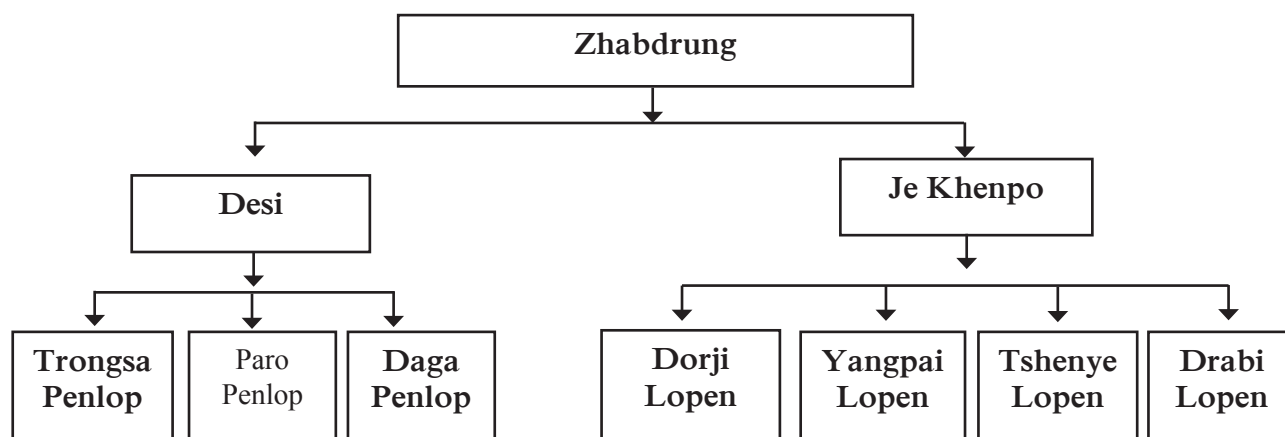 Zhabdrung
Desi
Je Khenpo
Trongsa
Penlop
Paro
Penlop
Daga
Penlop
Dorji
Lopen
Yangpai
Lopen
Tshenye
Lopen
Drabi
Lopen